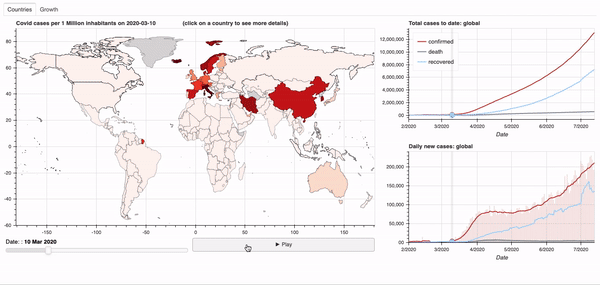 Countries Growth
Covid cases per 1 Million inhabitants on 2020-03-10 (click on a country to see more details)
80
60
40
20
0
-20
-40
-60
-150 -100 -50 0 50 100 150
Date: : 10 Mar 2020
► Play
Total cases to date: global
confirmed
death
recovered
12,000,000
10,000,000
8,000,000
6,000,000
4,000,000
2,000,000
00
2/2020 3/2020 4/2020 5/2020 6/2020 7/2020
Date
Daily new cases: global
200,000
150,000
100,000
50,000
00
2/2020 3/2020 4/2020 5/2020 6/2020 7/2020
Date